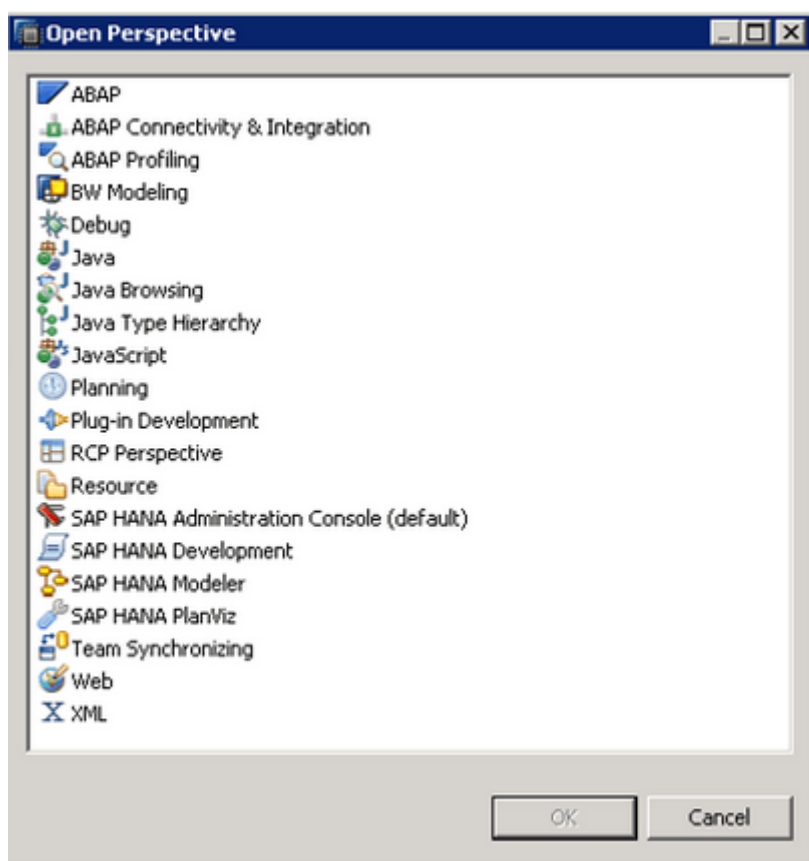 Open Perspective
ABAP
ABAP Connectivity & Integration
ABAP Profiling
BW Modeling
Debug
Java
Java Browsing
Java Type Hierarchy
JavaScript
Planning
Plug-in Development
RCP Perspective
Resource
SAP HANA Administration Console (default)
SAP HANA Development
SAP HANA Modeler
SAP HANA PlanViz
Team Synchronizing
Web
XML
OK Cancel